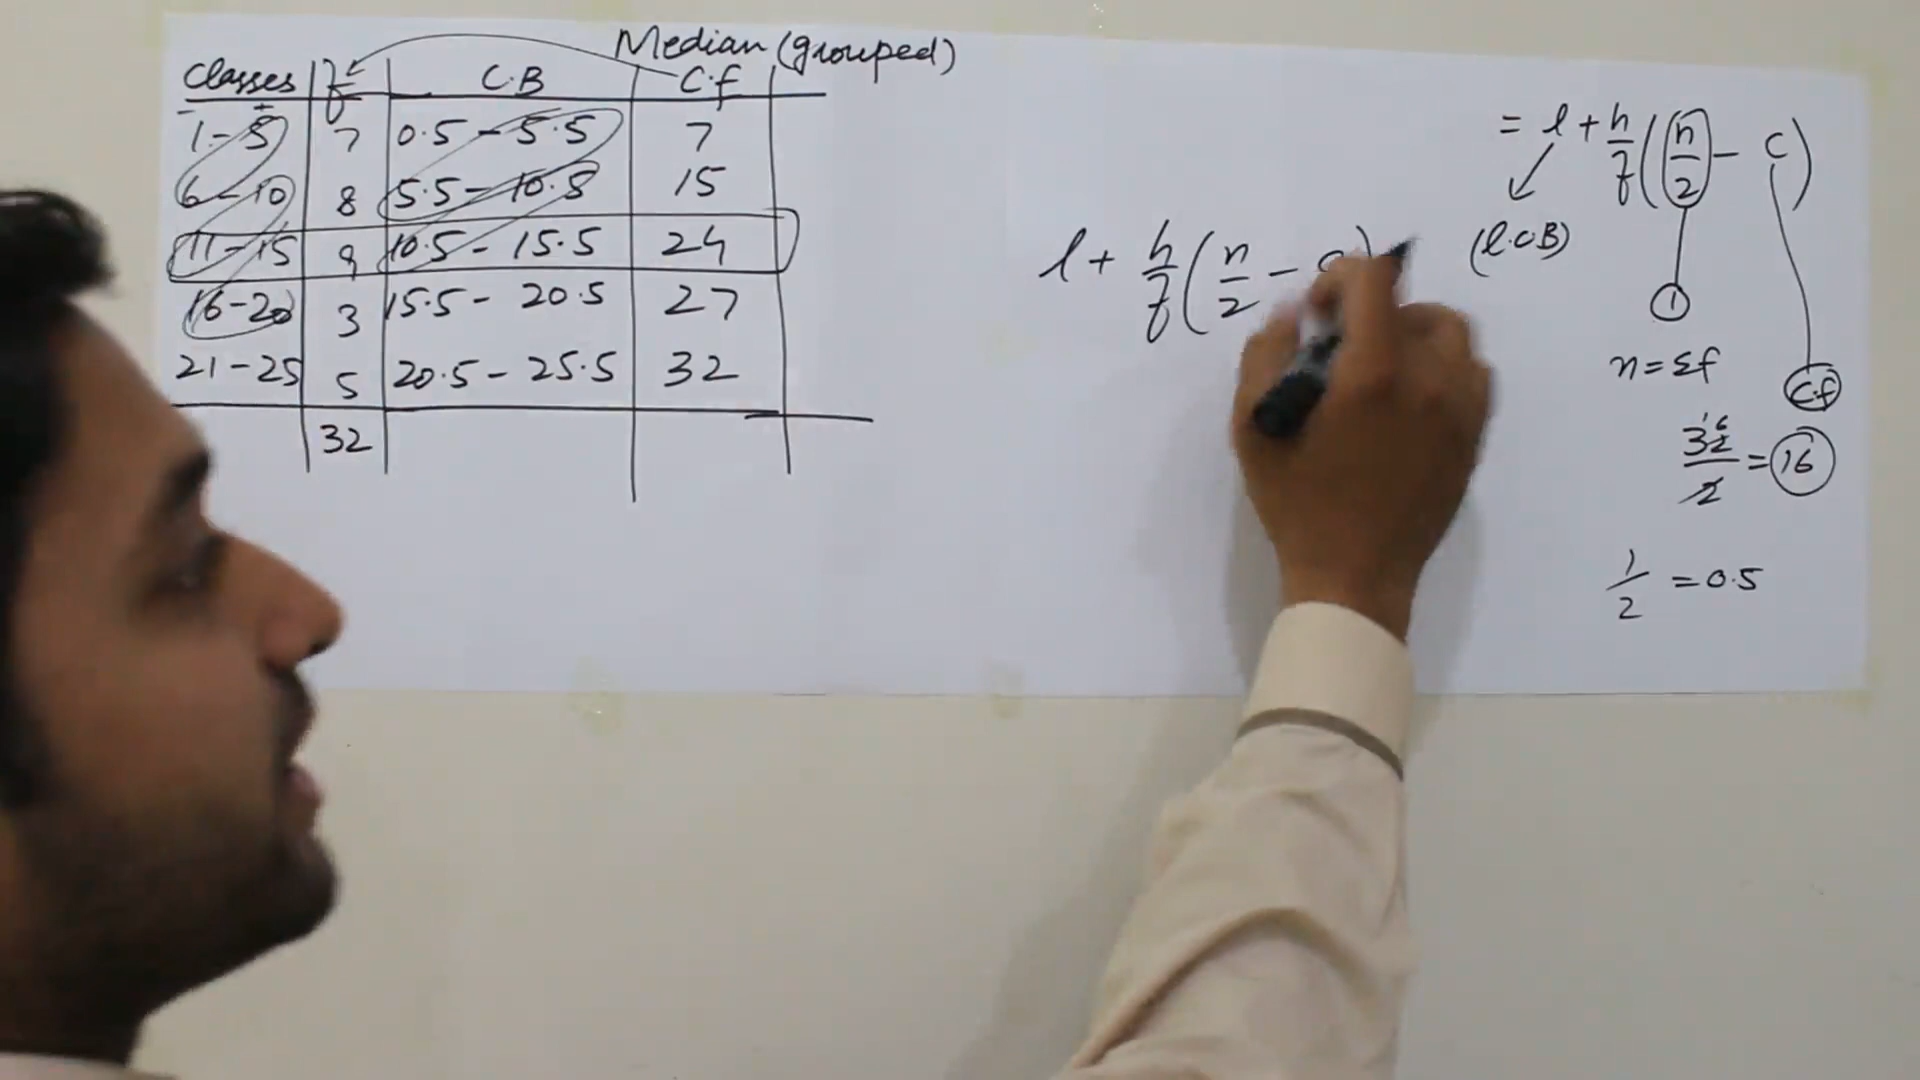 Median (grouped)
Classes f C.B C.f
1 - 5 7 0.5 - 5.5 7
6 - 10 8 5.5 - 10.5 15
11 - 15 9 10.5 - 15.5 24
16 - 20 3 15.5 - 20.5 27
21 - 25 5 20.5 - 25.5 32
32
= l + h/f (n/2 - C)
(l.CB)
1
n = Σf
C.f
32/2 = 16
16
1/2 = 0.5
l + h/f (n/2 -